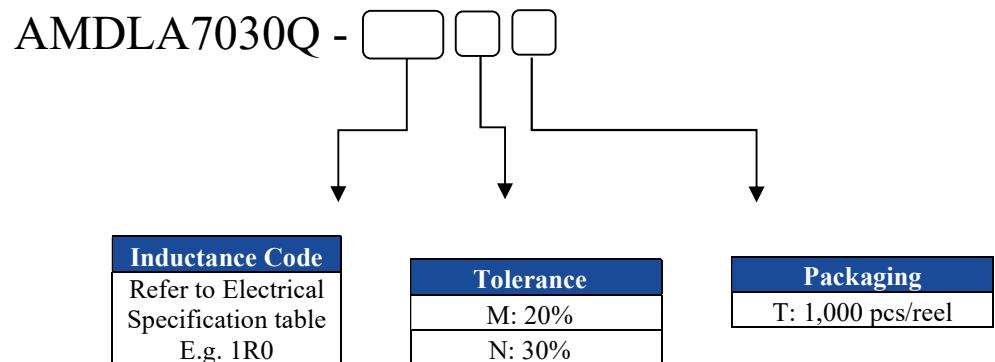 AMDLA7030Q -
Inductance Code
Refer to Electrical
Specification table
E.g. 1R0
Tolerance
M: 20%
N: 30%
Packaging
T: 1,000 pcs/reel